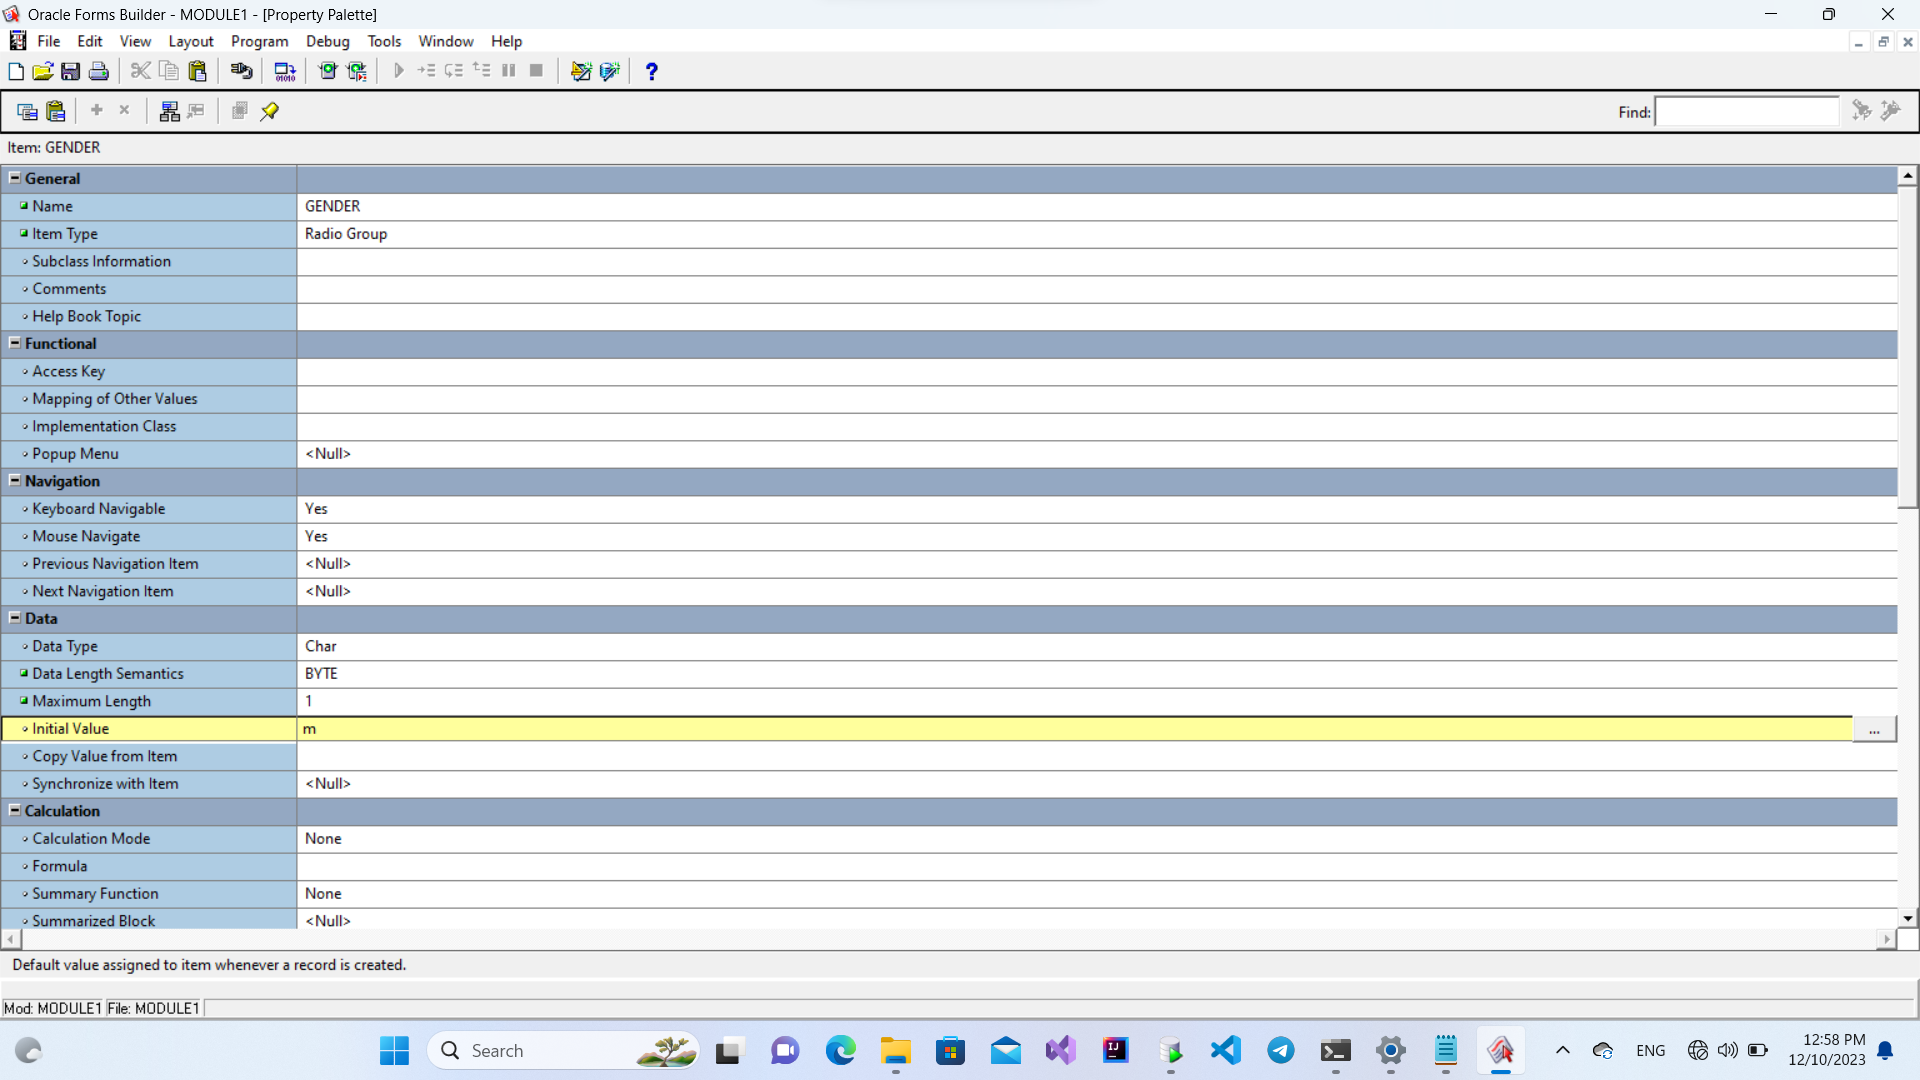 Oracle Forms Builder - MODULE1 - [Property Palette]
File Edit View Layout Program Debug Tools Window Help
Find:
Item: GENDER
General
Name GENDER
Item Type Radio Group
Subclass Information
Comments
Help Book Topic
Functional
Access Key
Mapping of Other Values
Implementation Class
Popup Menu <Null>
Navigation
Keyboard Navigable Yes
Mouse Navigate Yes
Previous Navigation Item <Null>
Next Navigation Item <Null>
Data
Data Type Char
Data Length Semantics BYTE
Maximum Length 1
Initial Value m ...
Copy Value from Item
Synchronize with Item <Null>
Calculation
Calculation Mode None
Formula
Summary Function None
Summarized Block <Null>
Default value assigned to item whenever a record is created.
Mod: MODULE1 File: MODULE1
Search ENG 12:58 PM
12/10/2023